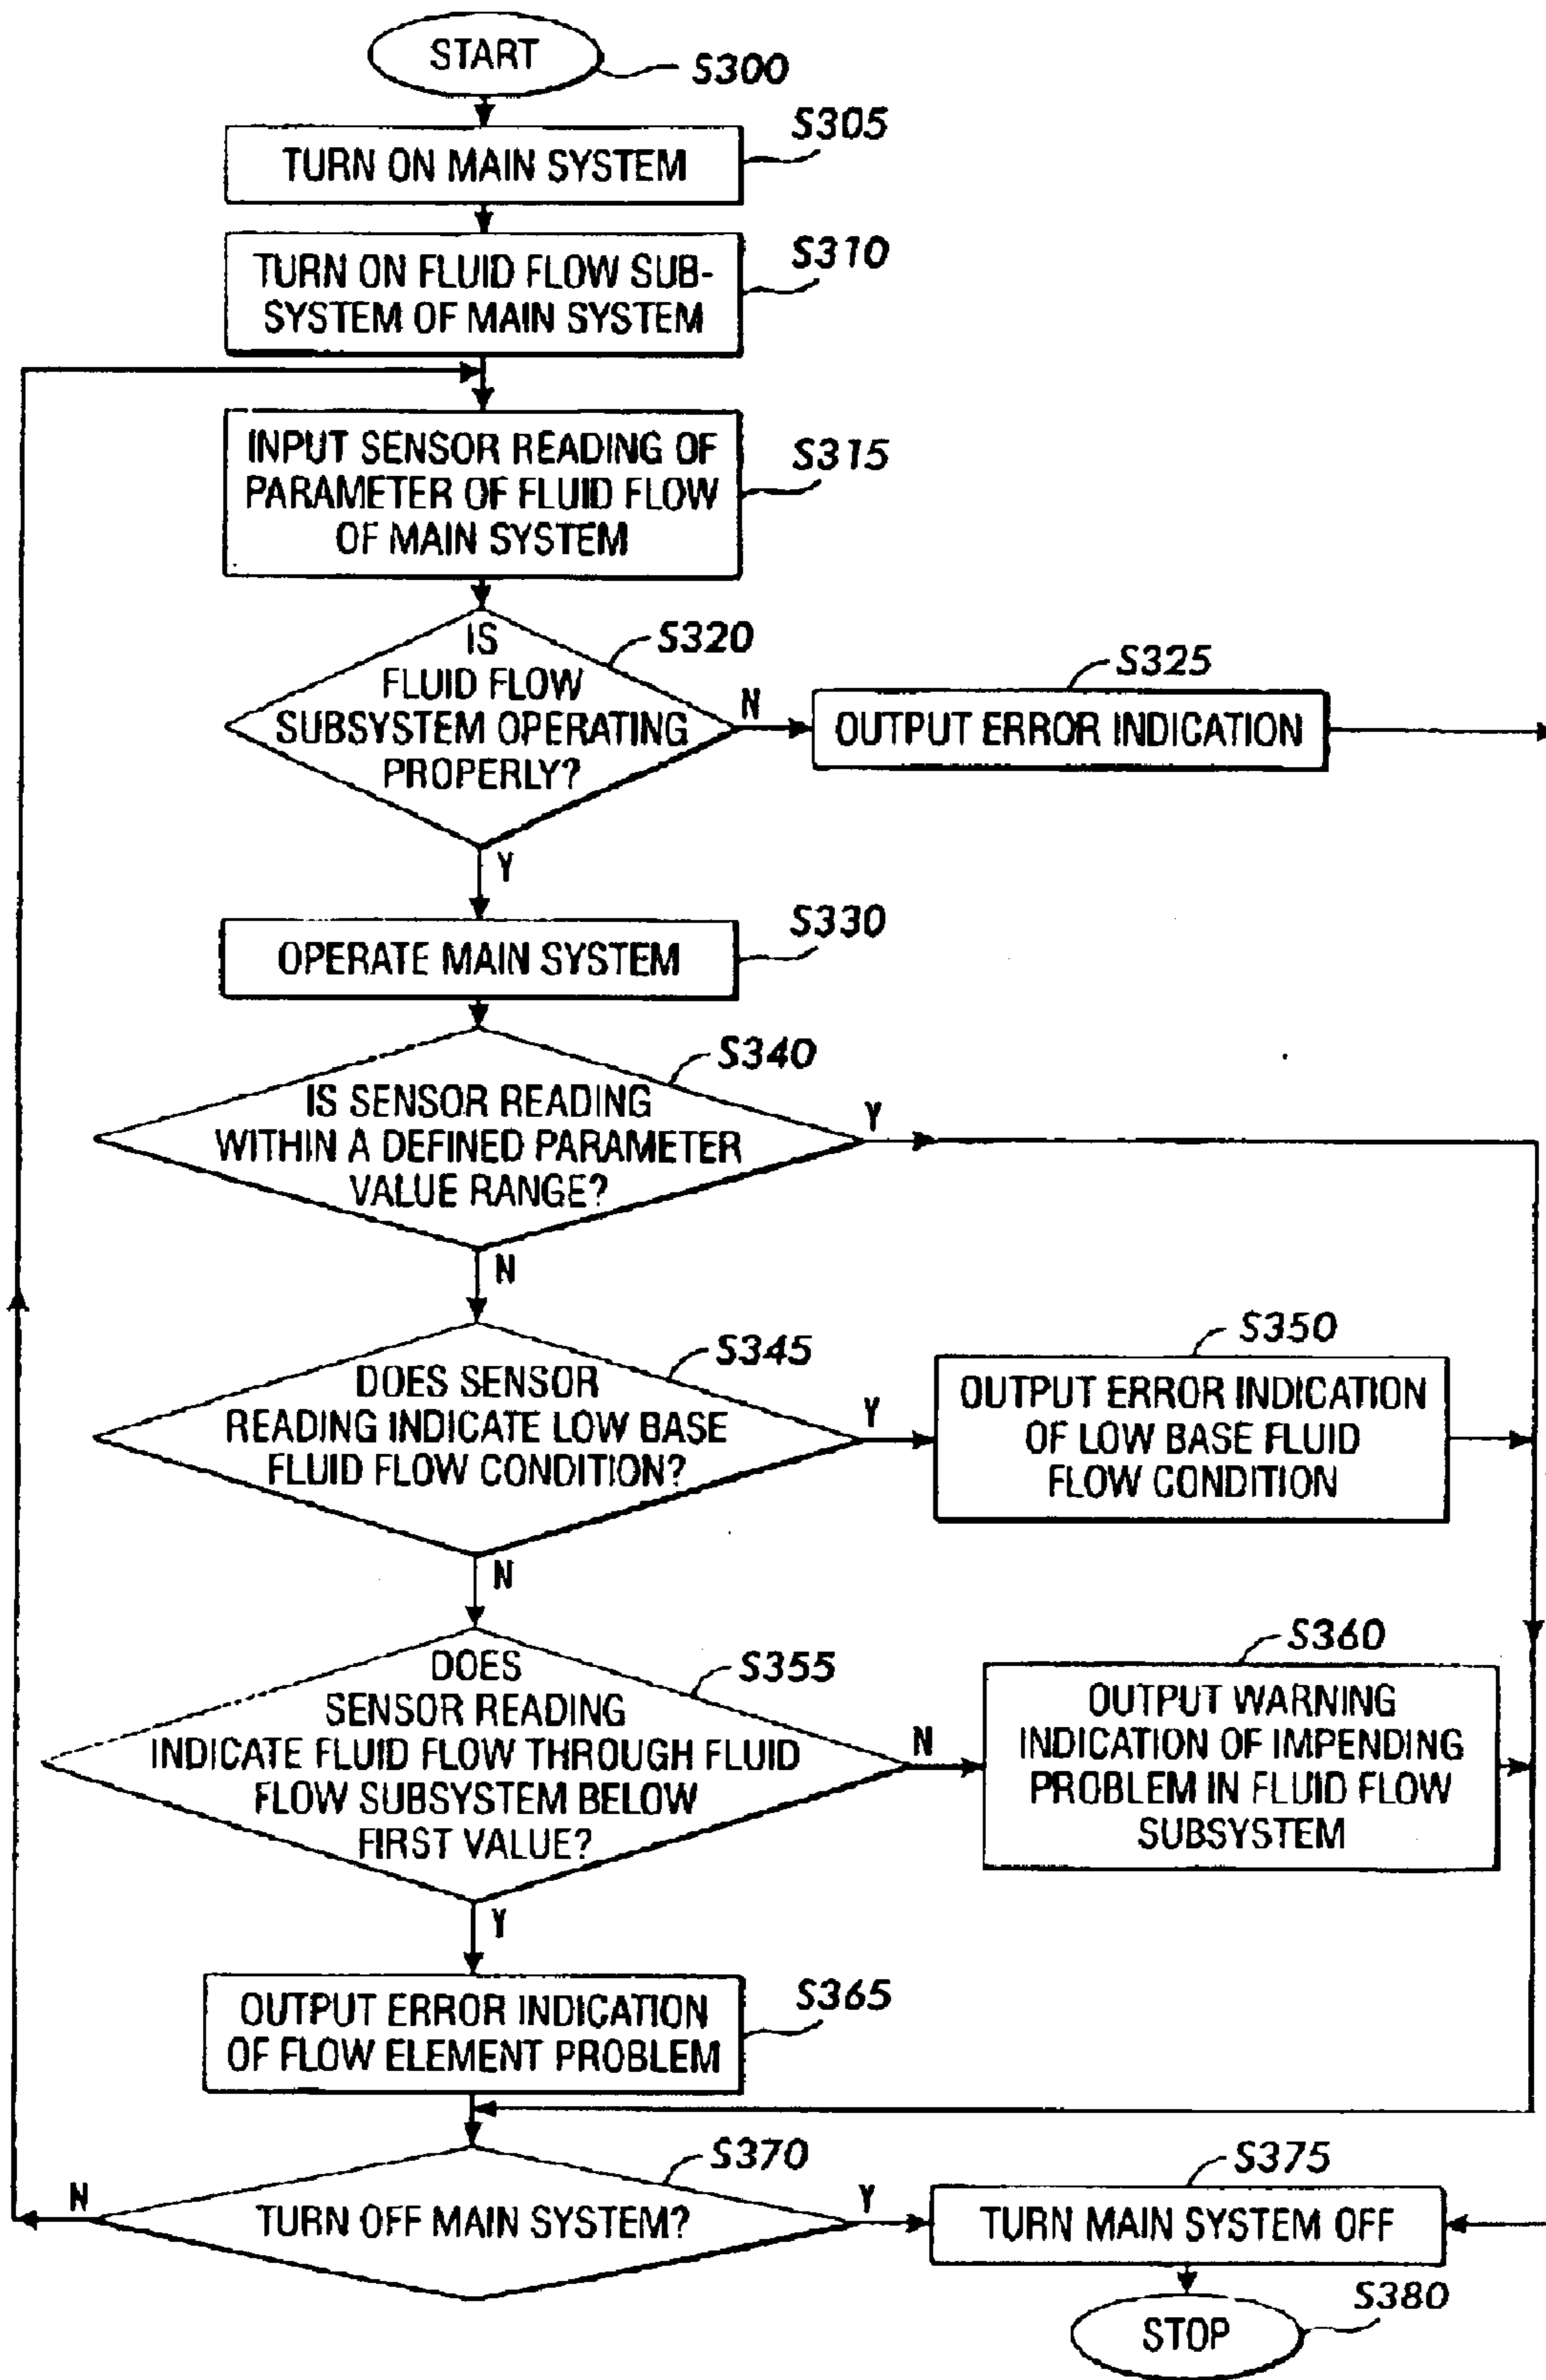 START
S300
S305
TURN ON MAIN SYSTEM
S310
TURN ON FLUID FLOW SUB-
SYSTEM OF MAIN SYSTEM
INPUT SENSOR READING OF
PARAMETER OF FLUID FLOW
OF MAIN SYSTEM
S315
IS
FLUID FLOW
SUBSYSTEM OPERATING
PROPERLY?
S320
N
S325
OUTPUT ERROR INDICATION
Y
S330
OPERATE MAIN SYSTEM
S340
IS SENSOR READING
WITHIN A DEFINED PARAMETER
VALUE RANGE?
Y
N
S345
DOES SENSOR
READING INDICATE LOW BASE
FLUID FLOW CONDITION?
Y
S350
OUTPUT ERROR INDICATION
OF LOW BASE FLUID
FLOW CONDITION
N
S355
DOES
SENSOR READING
INDICATE FLUID FLOW THROUGH FLUID
FLOW SUBSYSTEM BELOW
FIRST VALUE?
N
S360
OUTPUT WARNING
INDICATION OF IMPENDING
PROBLEM IN FLUID FLOW
SUBSYSTEM
Y
OUTPUT ERROR INDICATION
OF FLOW ELEMENT PROBLEM
S365
S370
N
TURN OFF MAIN SYSTEM?
Y
S375
TURN MAIN SYSTEM OFF
S380
STOP